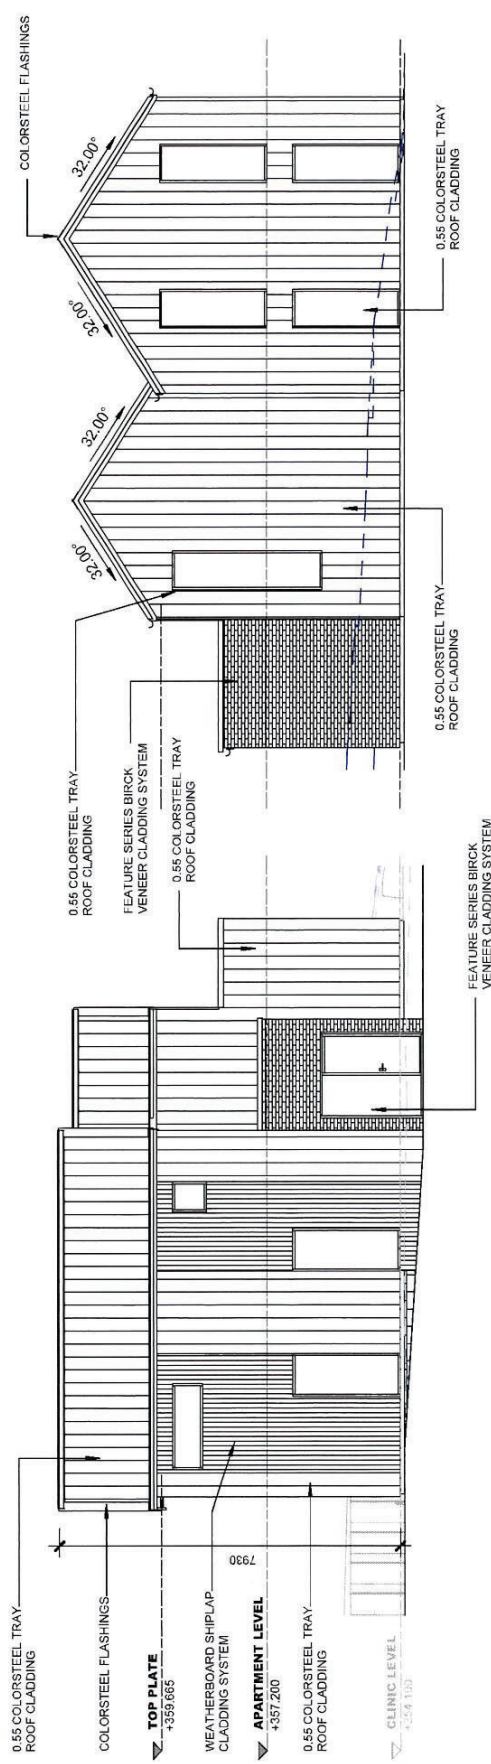 0.55 COLORSTEEL TRAY
ROOF CLADDING
COLORSTEEL FLASHINGS
TOP PLATE
+359.665
WEATHERBOARD SHIPLAP
CLADDING SYSTEM
APARTMENT LEVEL
+357.200
0.55 COLORSTEEL TRAY
ROOF CLADDING
CLINIC LEVEL
+354.100
7930
FEATURE SERIES BIRCK
VENEER CLADDING SYSTEM
0.55 COLORSTEEL TRAY
ROOF CLADDING
0.55 COLORSTEEL TRAY
ROOF CLADDING
FEATURE SERIES BIRCK
VENEER CLADDING SYSTEM
32.00°
32.00°
32.00°
32.00°
COLORSTEEL FLASHINGS
0.55 COLORSTEEL TRAY
ROOF CLADDING
0.55 COLORSTEEL TRAY
ROOF CLADDING